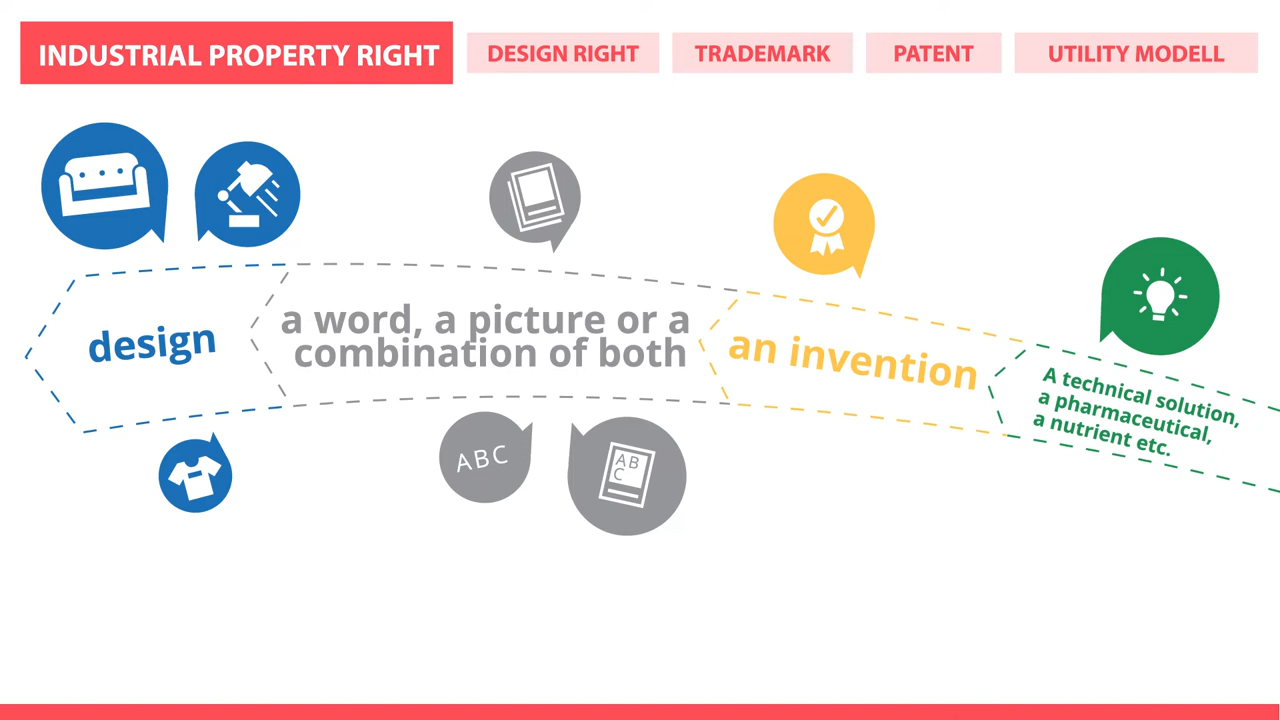 INDUSTRIAL PROPERTY RIGHT
DESIGN RIGHT
TRADEMARK
PATENT
UTILITY MODELL
design
a word, a picture or a
combination of both
an invention
A technical solution,
a pharmaceutical,
a nutrient etc.
ABC
AB
C